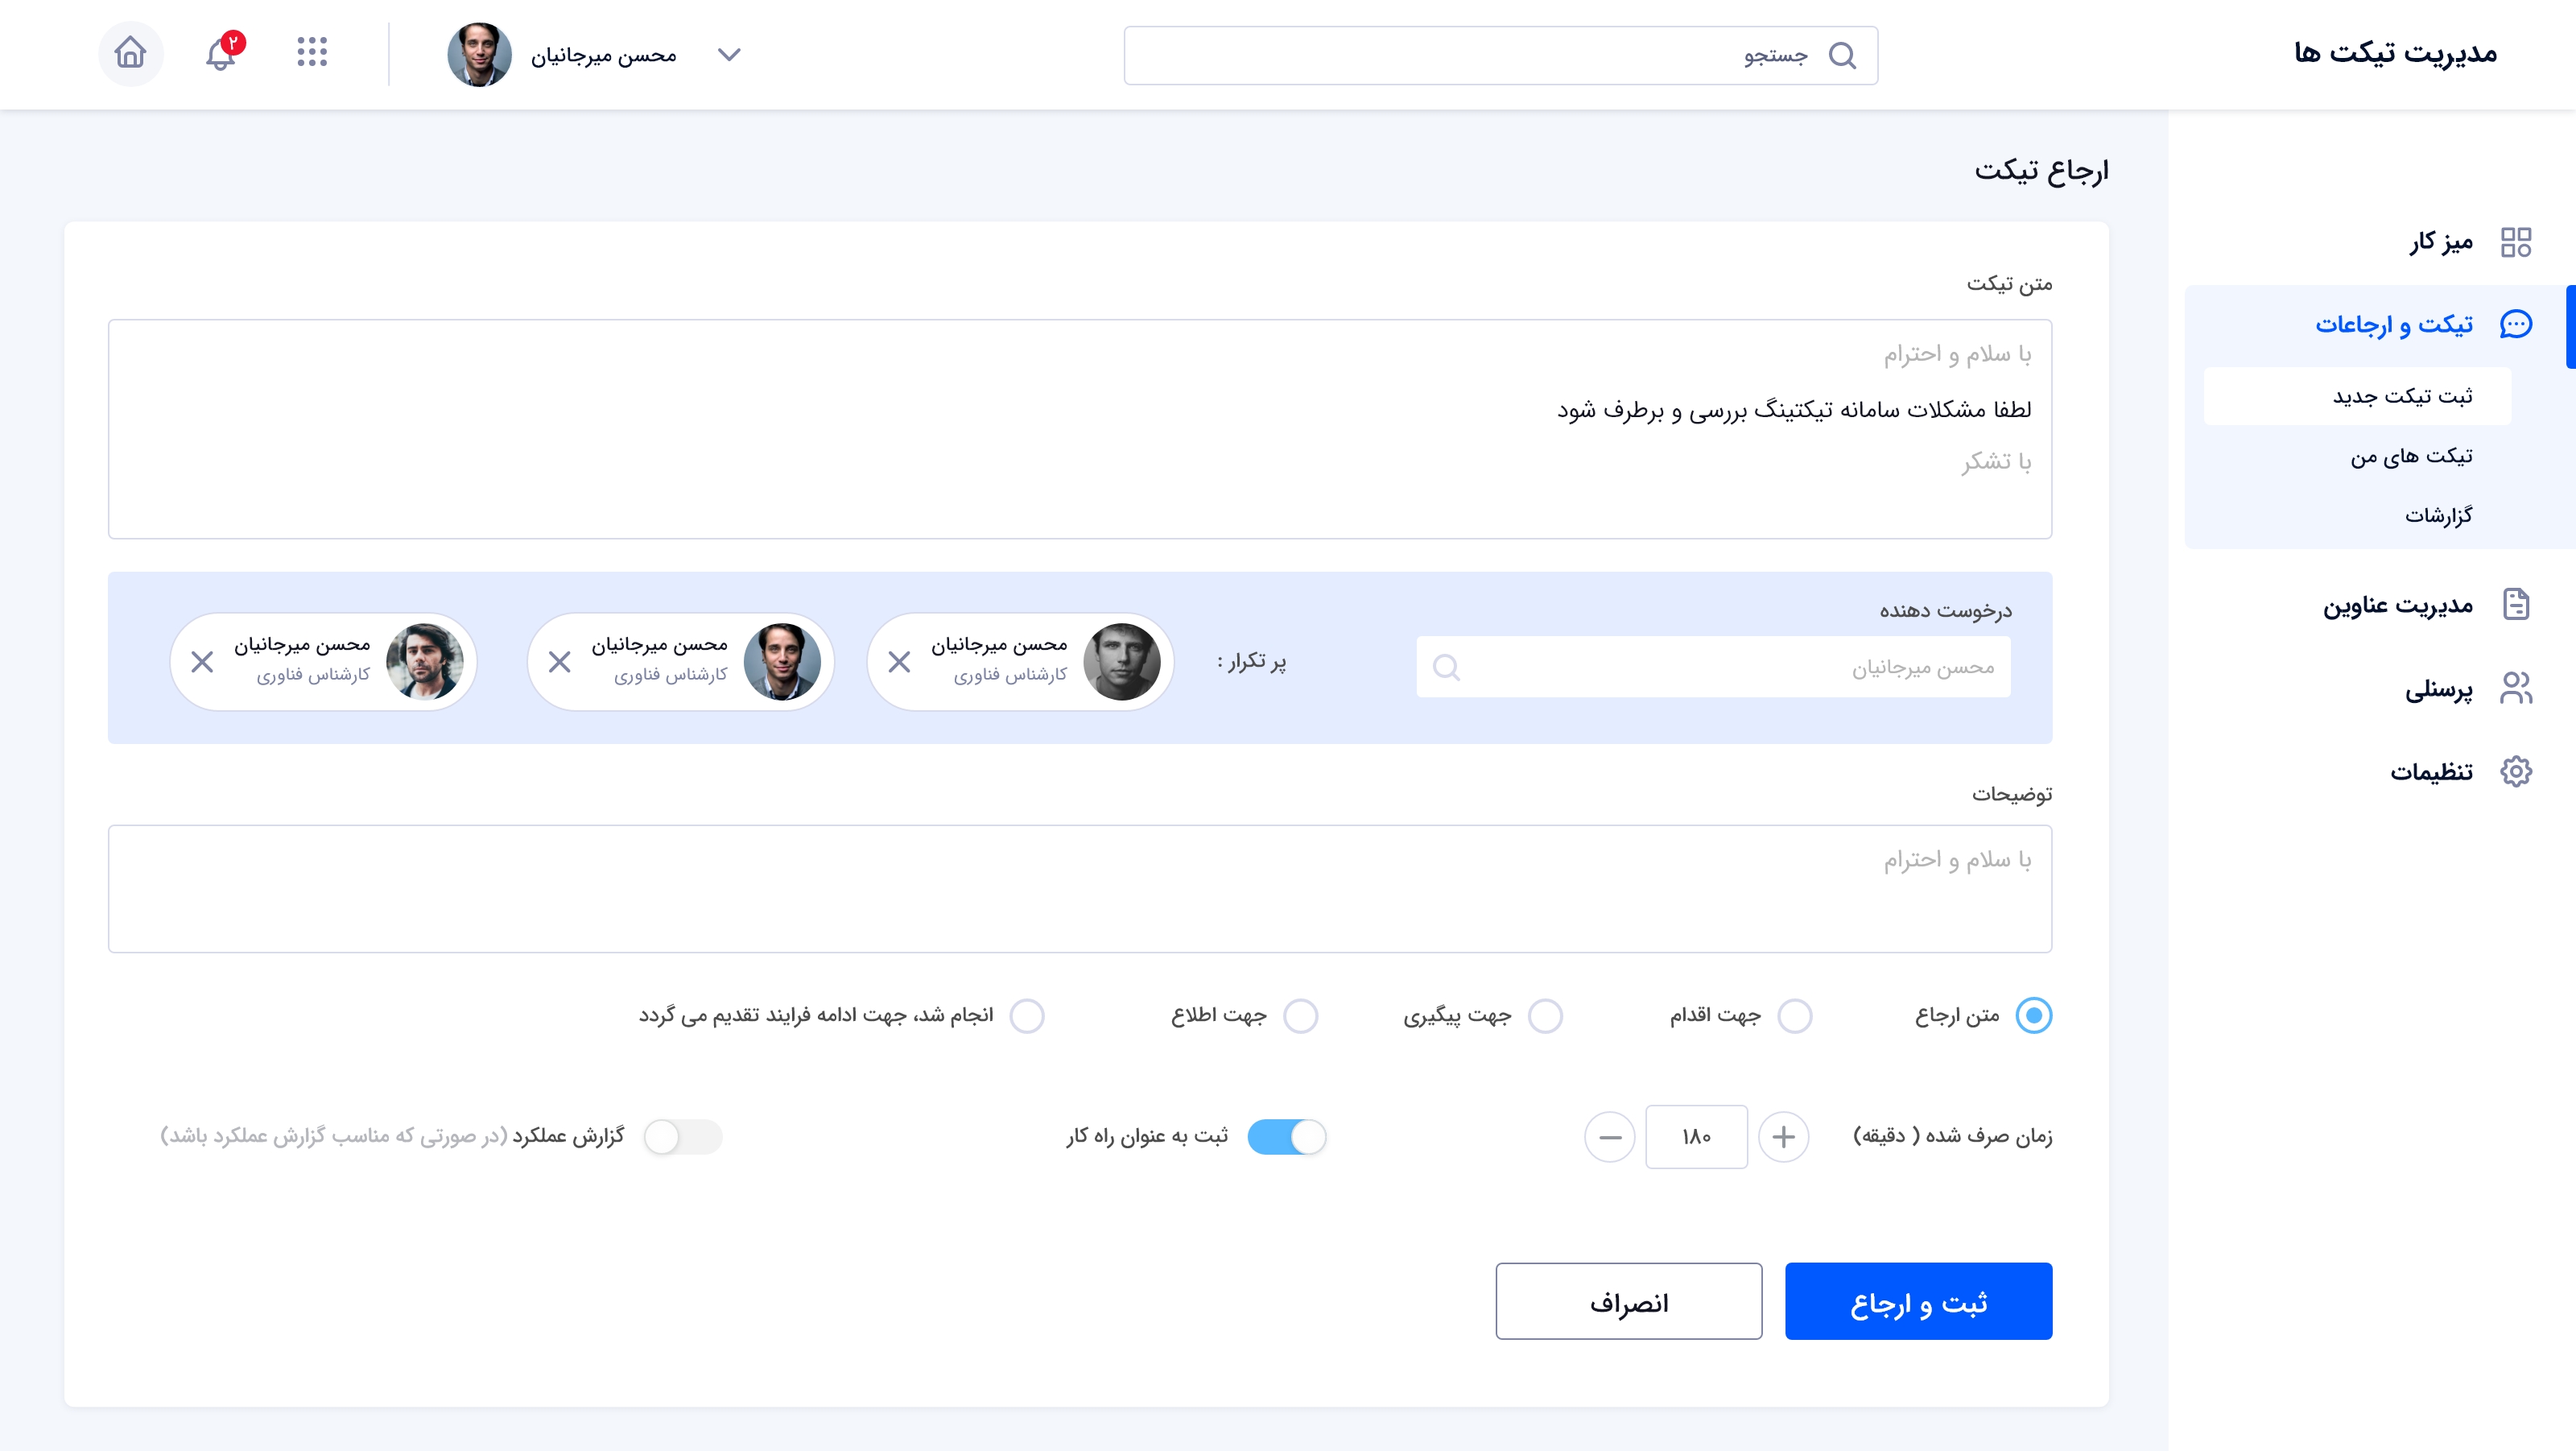 مدیریت تیکت ها
جستجو
محسن میرجانیان
۲
میز کار
تیکت و ارجاعات
ثبت تیکت جدید
تیکت های من
گزارشات
مدیریت عناوین
پرسنلی
تنظیمات
ارجاع تیکت
متن تیکت
با سلام و احترام
لطفا مشکلات سامانه تیکتینگ بررسی و برطرف شود
با تشکر
درخوست دهنده
محسن میرجانیان
پر تکرار :
محسن میرجانیان
کارشناس فناوری
محسن میرجانیان
کارشناس فناوری
محسن میرجانیان
کارشناس فناوری
توضیحات
با سلام و احترام
متن ارجاع
جهت اقدام
جهت پیگیری
جهت اطلاع
انجام شد، جهت ادامه فرایند تقدیم می گردد
زمان صرف شده ( دقیقه)
۱۸۰
ثبت به عنوان راه کار
گزارش عملکرد (در صورتی که مناسب گزارش عملکرد باشد)
ثبت و ارجاع
انصراف